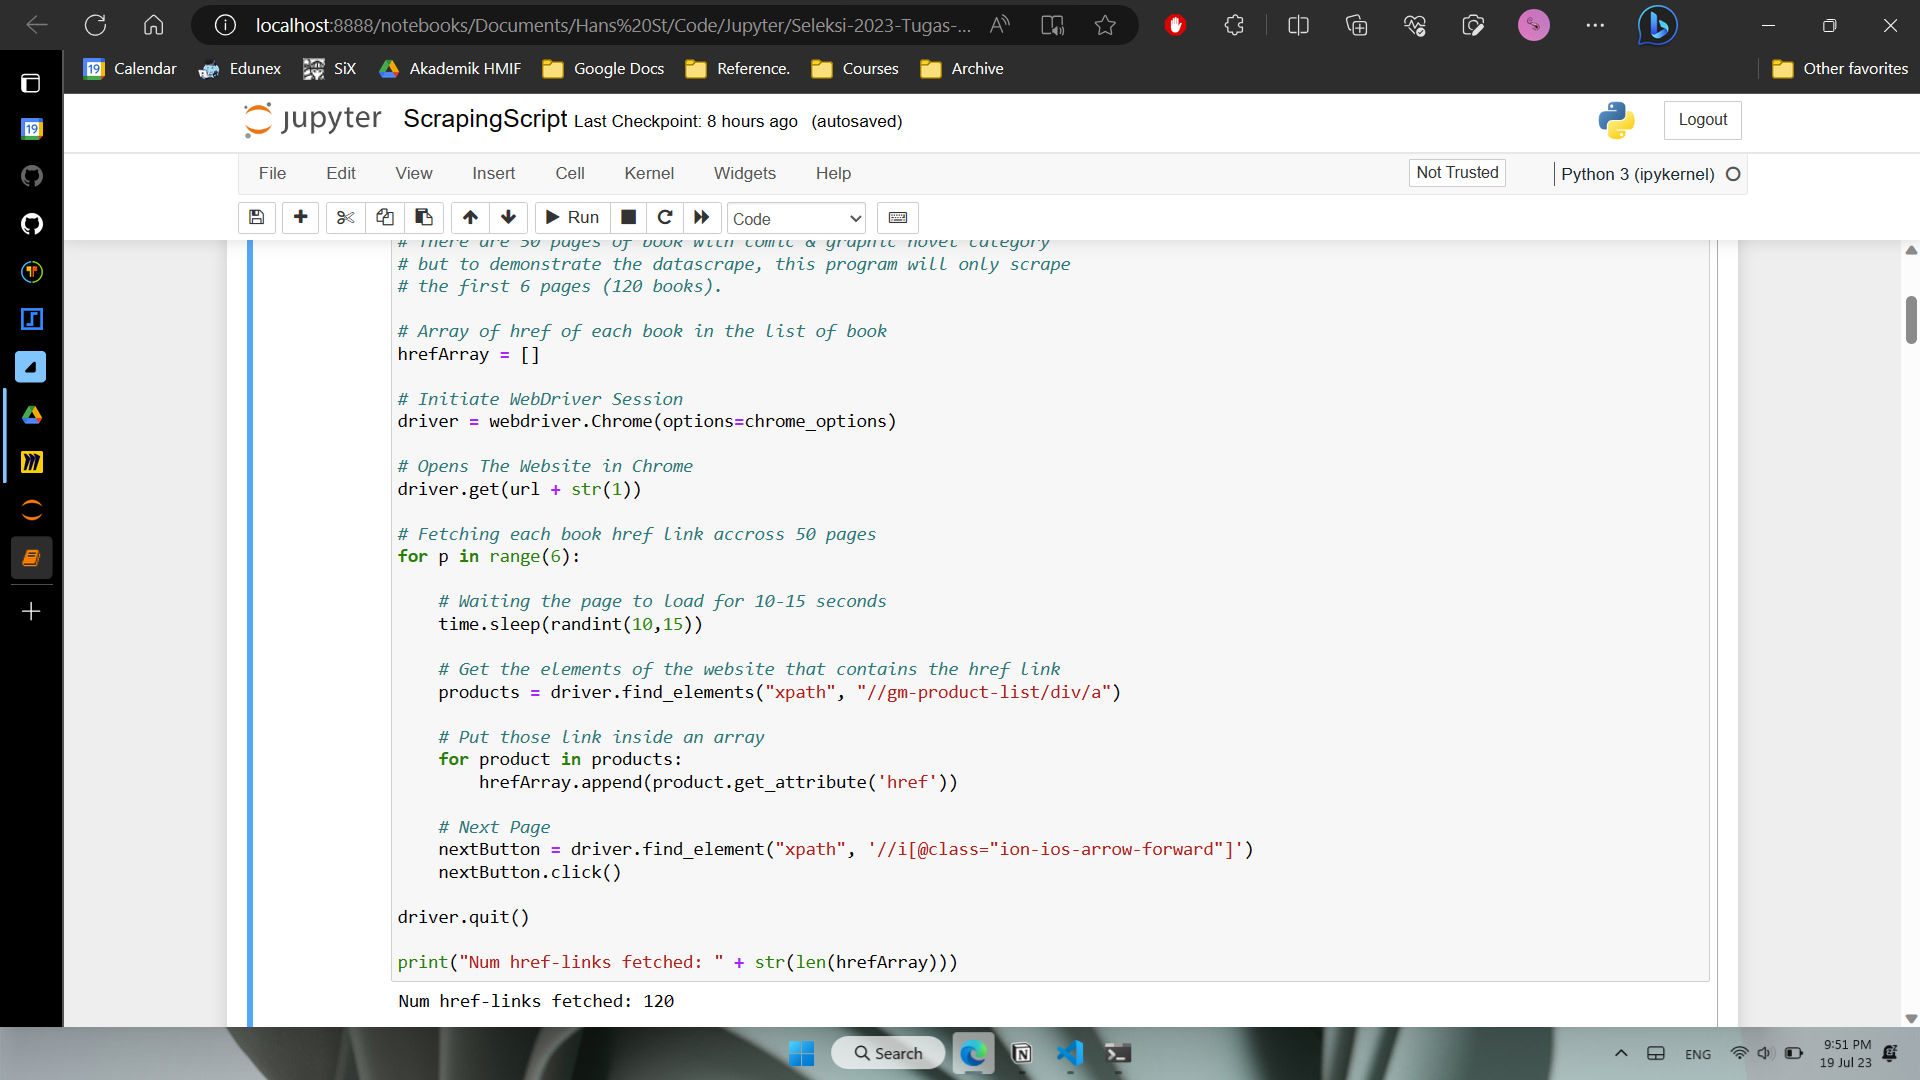 localhost:8888/notebooks/Documents/Hans%20St/Code/Jupyter/Seleksi-2023-Tugas-...
Calendar Edunex SiX Akademik HMIF Google Docs Reference. Courses Archive Other favorites
jupyter ScrapingScript Last Checkpoint: 8 hours ago (autosaved) Logout
File Edit View Insert Cell Kernel Widgets Help Not Trusted Python 3 (ipykernel)
Run Code
# There are 50 pages of book with comic & graphic novel category
# but to demonstrate the datascrape, this program will only scrape
# the first 6 pages (120 books).
# Array of href of each book in the list of book
hrefArray = []
# Initiate WebDriver Session
driver = webdriver.Chrome(options=chrome_options)
# Opens The Website in Chrome
driver.get(url + str(1))
# Fetching each book href link accross 50 pages
for p in range(6):
# Waiting the page to load for 10-15 seconds
time.sleep(randint(10,15))
# Get the elements of the website that contains the href link
products = driver.find_elements("xpath", "//gm-product-list/div/a")
# Put those link inside an array
for product in products:
hrefArray.append(product.get_attribute('href'))
# Next Page
nextButton = driver.find_element("xpath", '//i[@class="ion-ios-arrow-forward"]')
nextButton.click()
driver.quit()
print("Num href-links fetched: " + str(len(hrefArray)))
Num href-links fetched: 120
Search
ENG
9:51 PM
19 Jul 23